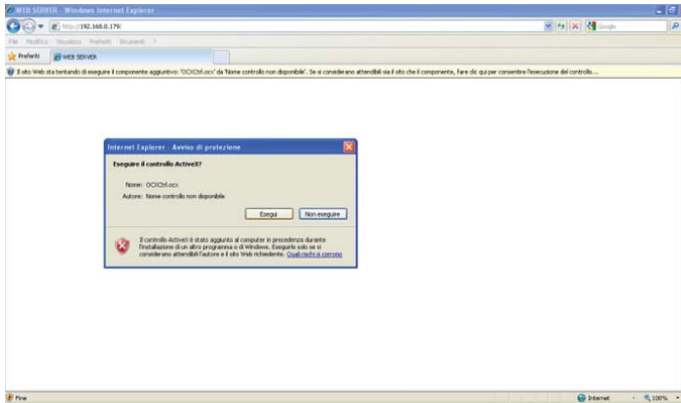 WEB SERVER - Windows Internet Explorer
http://192.168.0.179/
Google
File Modifica Visualizza Preferiti Strumenti ?
Preferiti WEB SERVER
Il sito Web sta tentando di eseguire il componente aggiuntivo: 'OCXCtrl.ocx' da 'Nome controllo non disponibile'. Se si considerano attendibili sia il sito che il componente, fare clic qui per consentire l'esecuzione del controllo...
Internet Explorer - Avviso di protezione
Eseguire il controllo ActiveX?
Nome: OCXCtrl.ocx
Autore: Nome controllo non disponibile
Esegui Non eseguire
Il controllo ActiveX è stato aggiunto al computer in precedenza durante
l'installazione di un altro programma o di Windows. Eseguirlo solo se si
considerano attendibili l'autore e il sito Web richiedente. Quali rischi si corrono
Fine Internet 100%